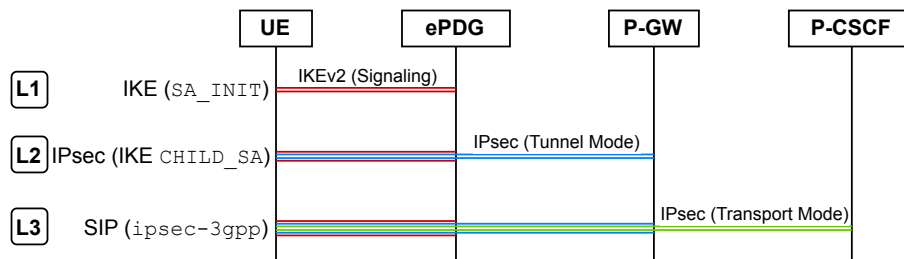 UE ePDG P-GW P-CSCF
IKEv2 (Signaling)
L1 IKE (SA_INIT)
IPsec (Tunnel Mode)
L2 IPsec (IKE CHILD_SA)
IPsec (Transport Mode)
L3 SIP (ipsec-3gpp)